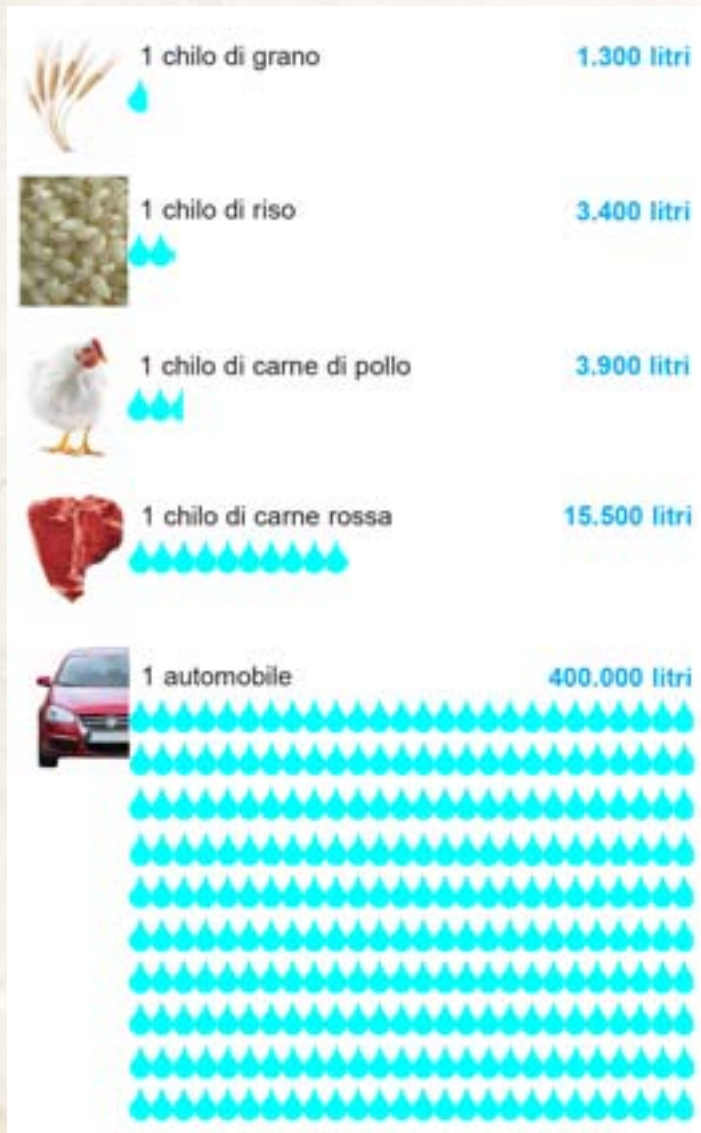 1 chilo di grano 1.300 litri
1 chilo di riso 3.400 litri
1 chilo di carne di pollo 3.900 litri
1 chilo di carne rossa 15.500 litri
1 automobile 400.000 litri